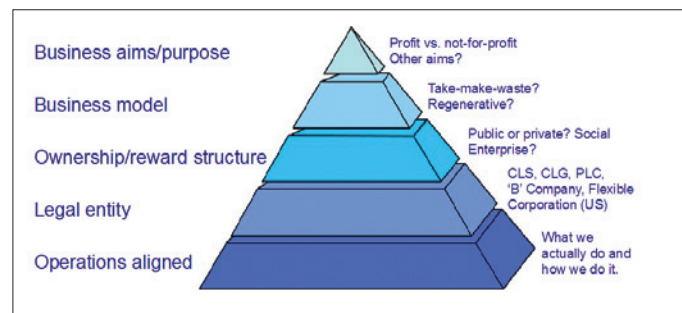 Business aims/purpose
Profit vs. not-for-profit
Other aims?
Business model
Take-make-waste?
Regenerative?
Ownership/reward structure
Public or private? Social
Enterprise?
Legal entity
CLS, CLG, PLC,
'B' Company, Flexible
Corporation (US)
Operations aligned
What we
actually do and
how we do it.